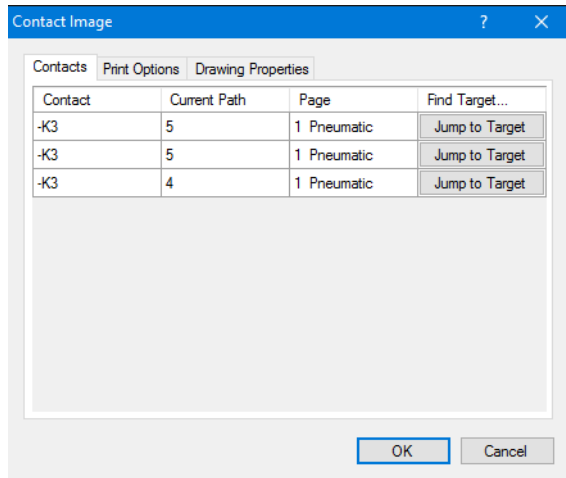 Contact Image ?
Contacts Print Options Drawing Properties
Contact Current Path Page Find Target...
-K3 5 1 Pneumatic Jump to Target
-K3 5 1 Pneumatic Jump to Target
-K3 4 1 Pneumatic Jump to Target
OK Cancel